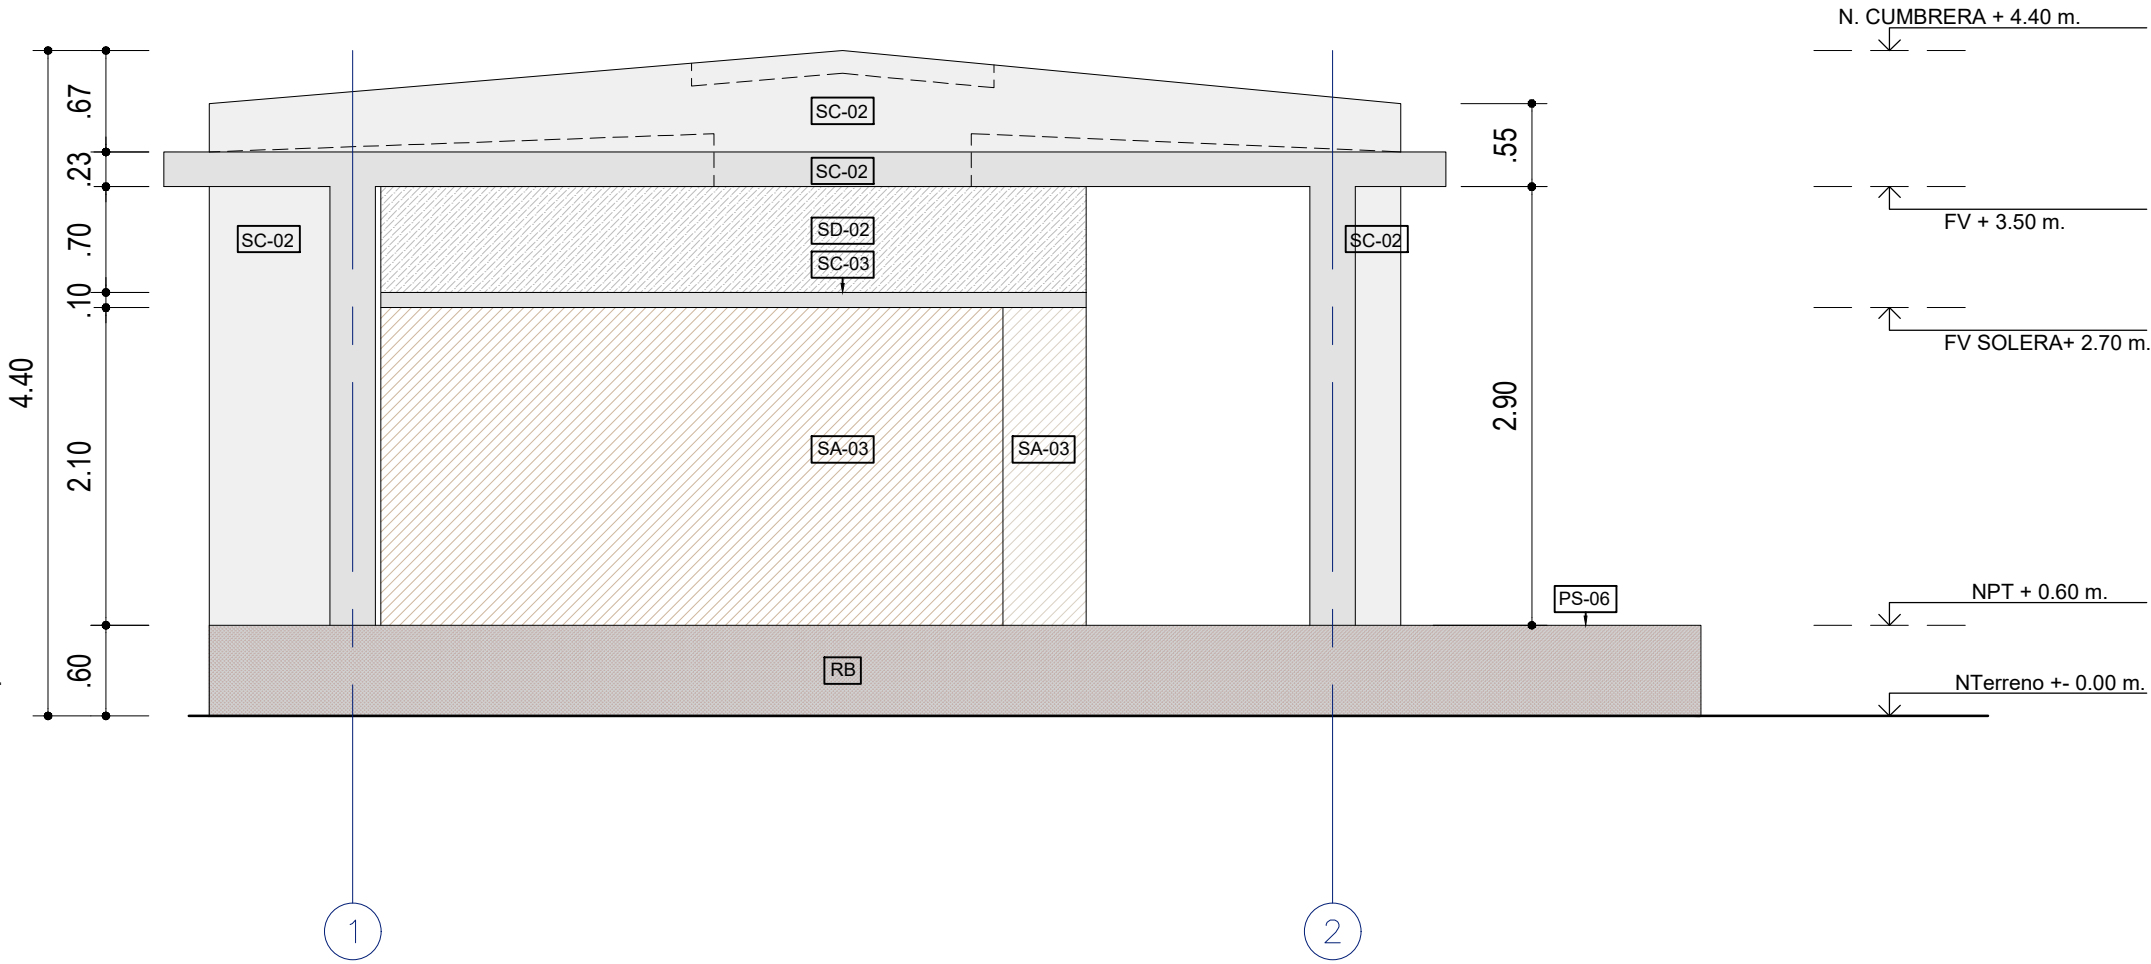 N. CUMBRERA + 4.40 m.
.67
SC-02
.55
.23
SC-02
FV + 3.50 m.
.70
SC-02
SD-02
SC-02
SC-03
.10
FV SOLERA+ 2.70 m.
4.40
2.90
2.10
SA-03
SA-03
PS-06
NPT + 0.60 m.
.60
RB
NTerreno +- 0.00 m.
1
2